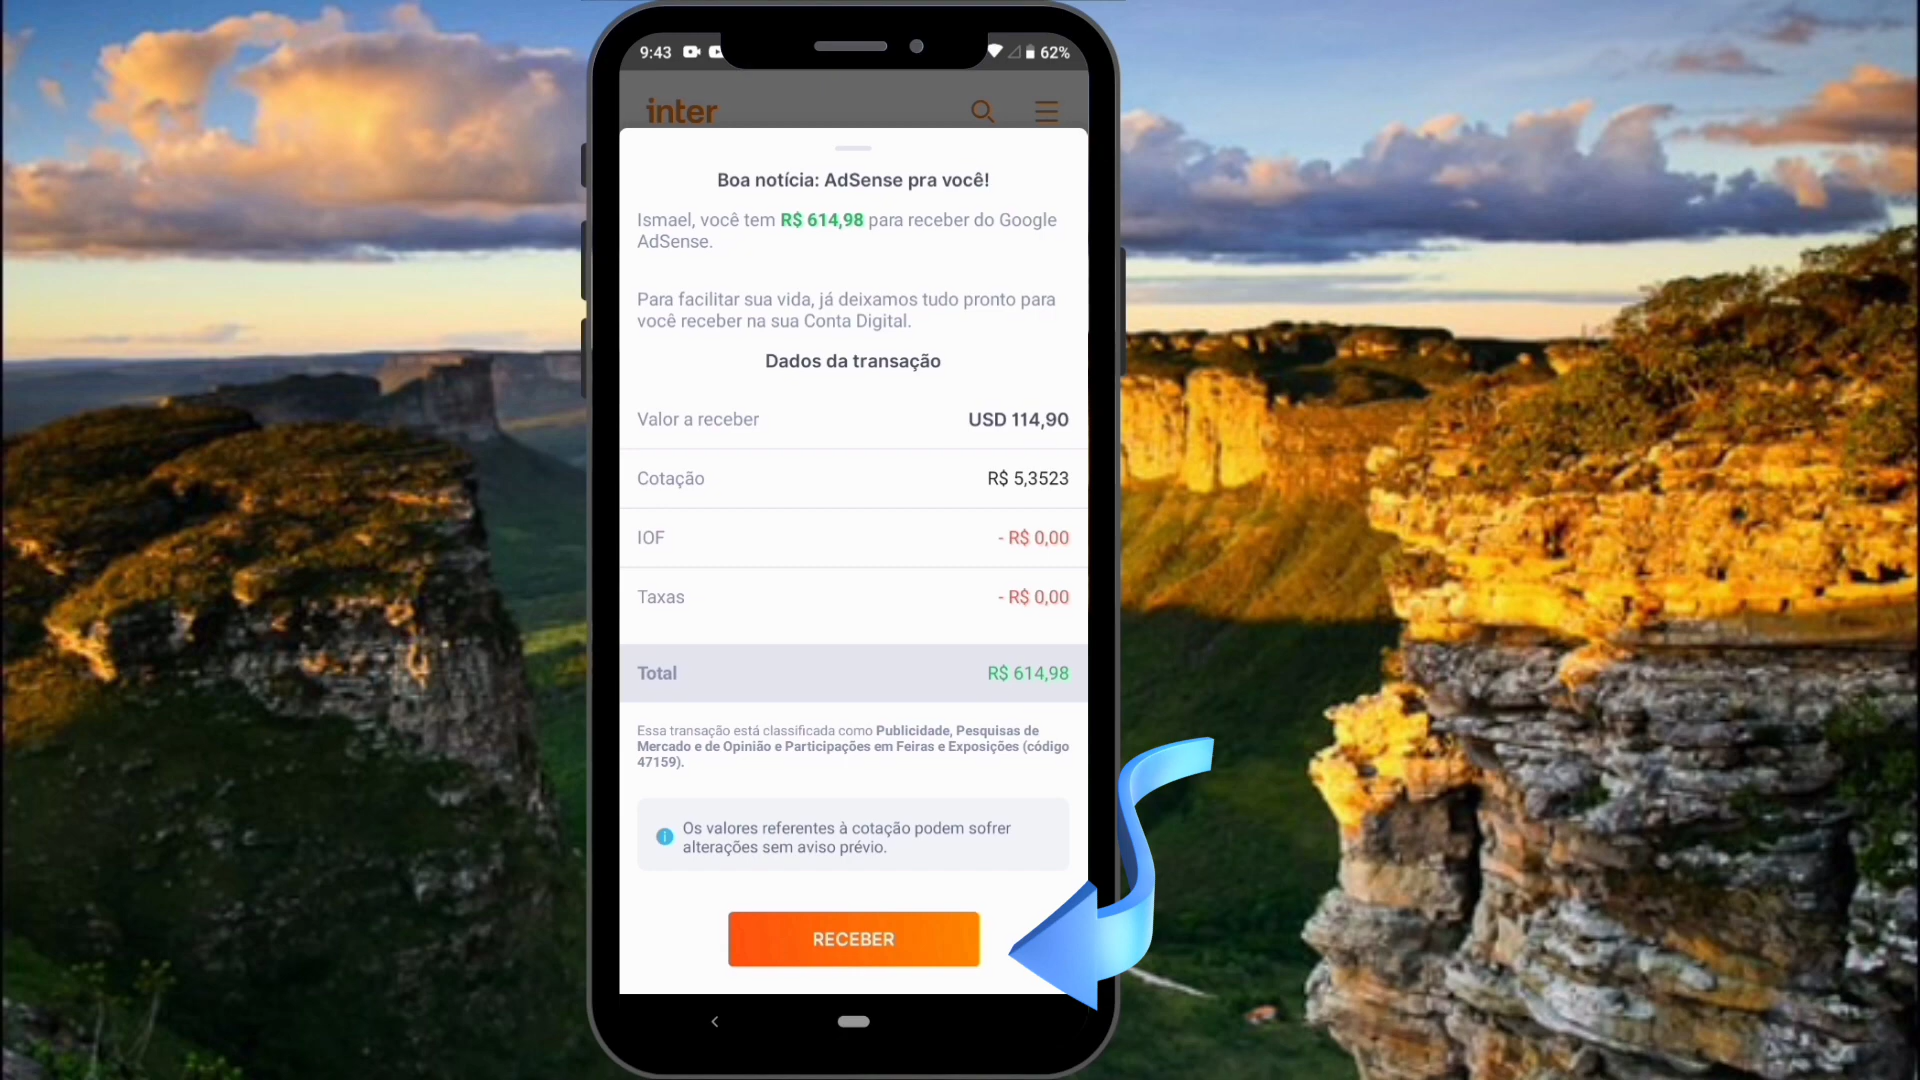 9:43
62%
inter
Boa notícia: AdSense pra você!
Ismael, você tem R$ 614,98 para receber do Google
AdSense.
Para facilitar sua vida, já deixamos tudo pronto para
você receber na sua Conta Digital.
Dados da transação
Valor a receber USD 114,90
Cotação R$ 5,3523
IOF - R$ 0,00
Taxas - R$ 0,00
Total R$ 614,98
Essa transação está classificada como Publicidade, Pesquisas de
Mercado e de Opinião e Participações em Feiras e Exposições (código
47159).
Os valores referentes à cotação podem sofrer
alterações sem aviso prévio.
RECEBER